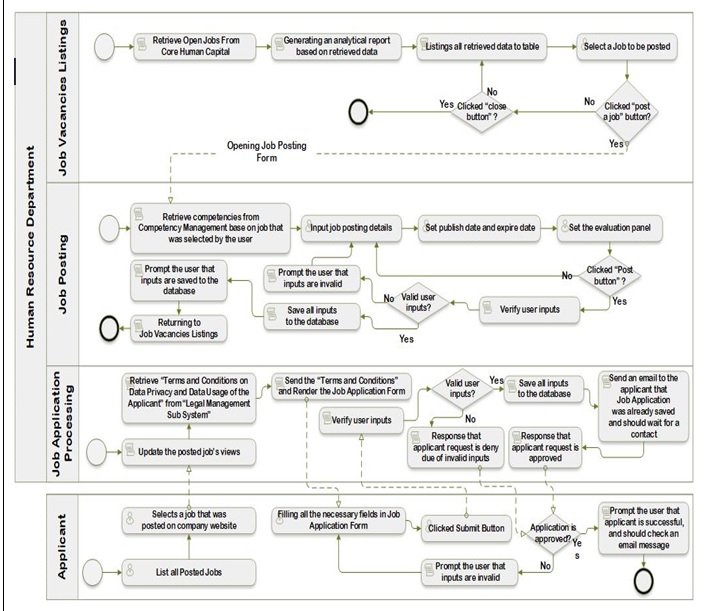 Human Resource Department
Job Vacancies Listings
Retrieve Open Jobs From
Core Human Capital
Generating an analytical report
based on retrieved data
Listings all retrieved data to table
Select a Job to be posted
No
Yes
Clicked "close
button" ?
No
Clicked "post
a job" button?
Yes
Opening Job Posting
Form
Job Posting
Retrieve competencies from
Competency Management base on job that
was selected by the user
Input job posting details
Set publish date and expire date
Set the evaluation panel
Prompt the user that
inputs are saved to the
database
Prompt the user that
inputs are invalid
No
Clicked "Post
button" ?
Yes
No
Valid user
inputs?
Verify user inputs
Save all inputs
to the database
Yes
Returning to
Job Vacancies Listings
Job Application
Processing
Retrieve "Terms and Conditions on
Data Privacy and Data Usage of the
Applicant" from "Legal Management
Sub System"
Send the "Terms and Conditions"
and Render the Job Application Form
Valid user
inputs?
Yes
Save all inputs
to the database
Send an email to the
applicant that
Job Application
was already saved
and should wait for a
contact
Verify user inputs
No
Update the posted job's views
Response that
applicant request is deny
due of invalid inputs
Response that
applicant request is
approved
Applicant
Selects a job that was
posted on company website
Filling all the necessary fields in Job
Application Form
Clicked Submit Button
Application is
approved?
Ye
s
Prompt the user that
applicant is successful,
and should check an
email message
No
List all Posted Jobs
Prompt the user that
inputs are invalid